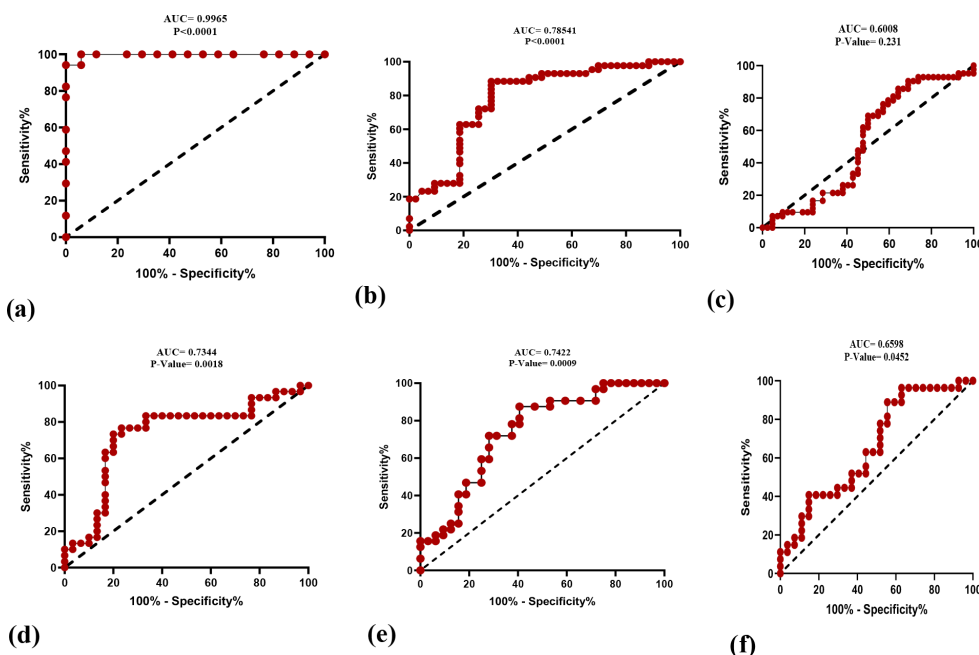 AUC= 0.9965
P<0.0001
100
80
60
40
20
0
Sensitivity%
0 20 40 60 80 100
100% - Specificity%
(a)
AUC= 0.78541
P<0.0001
100
80
60
40
20
0
Sensitivity%
0 20 40 60 80 100
100% - Specificity%
(b)
AUC= 0.6008
P-Value= 0.231
100
80
60
40
20
0
Sensitivity%
0 20 40 60 80 100
100% - Specificity%
(c)
AUC= 0.7344
P-Value= 0.0018
100
80
60
40
20
0
Sensitivity%
0 20 40 60 80 100
100% - Specificity%
(d)
AUC= 0.7422
P-Value= 0.0009
100
80
60
40
20
0
Sensitivity%
0 20 40 60 80 100
100% - Specificity%
(e)
AUC= 0.6598
P-Value= 0.0452
100
80
60
40
20
0
Sensitivity%
0 20 40 60 80 100
100% - Specificity%
(f)